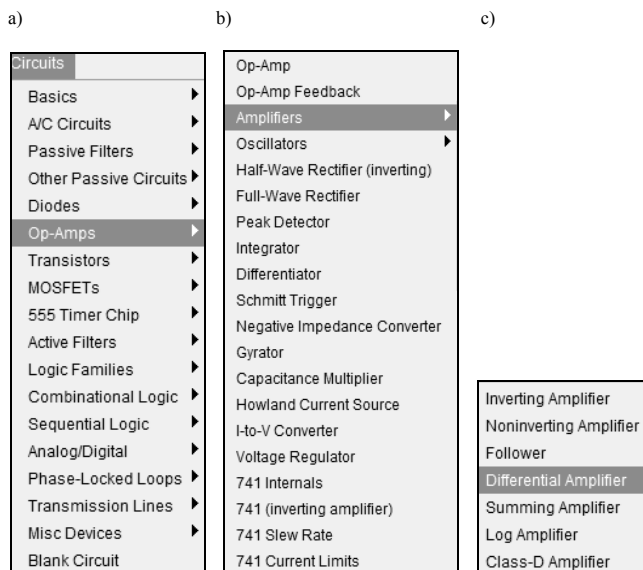 a)
b)
c)
Circuits
Basics
A/C Circuits
Passive Filters
Other Passive Circuits
Diodes
Op-Amps
Transistors
MOSFETs
555 Timer Chip
Active Filters
Logic Families
Combinational Logic
Sequential Logic
Analog/Digital
Phase-Locked Loops
Transmission Lines
Misc Devices
Blank Circuit
Op-Amp
Op-Amp Feedback
Amplifiers
Oscillators
Half-Wave Rectifier (inverting)
Full-Wave Rectifier
Peak Detector
Integrator
Differentiator
Schmitt Trigger
Negative Impedance Converter
Gyrator
Capacitance Multiplier
Howland Current Source
I-to-V Converter
Voltage Regulator
741 Internals
741 (inverting amplifier)
741 Slew Rate
741 Current Limits
Inverting Amplifier
Noninverting Amplifier
Follower
Differential Amplifier
Summing Amplifier
Log Amplifier
Class-D Amplifier